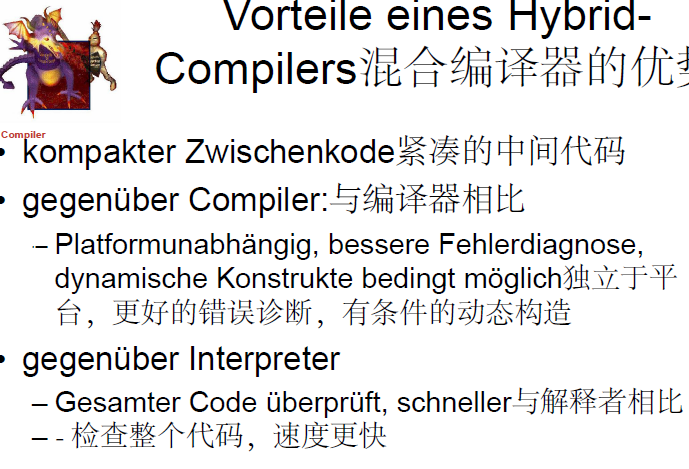 Vorteile eines Hybrid-
Compilers混合编译器的优势
Compiler
• kompakter Zwischenkode紧凑的中间代码
• gegenüber Compiler:与编译器相比
– Platformunabhängig, bessere Fehlerdiagnose,
dynamische Konstrukte bedingt möglich独立于平
台，更好的错误诊断，有条件的动态构造
• gegenüber Interpreter
– Gesamter Code überprüft, schneller与解释者相比
– - 检查整个代码，速度更快